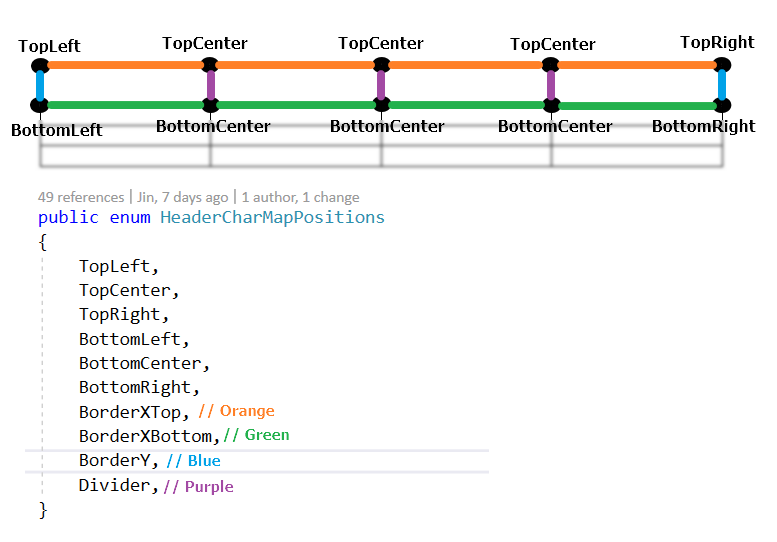 TopLeft TopCenter TopCenter TopCenter TopRight
BottomLeft BottomCenter BottomCenter BottomCenter BottomRight
49 references | Jin, 7 days ago | 1 author, 1 change
public enum HeaderCharMapPositions
{
TopLeft,
TopCenter,
TopRight,
BottomLeft,
BottomCenter,
BottomRight,
BorderXTop, // Orange
BorderXBottom, // Green
BorderY, // Blue
Divider, // Purple
}